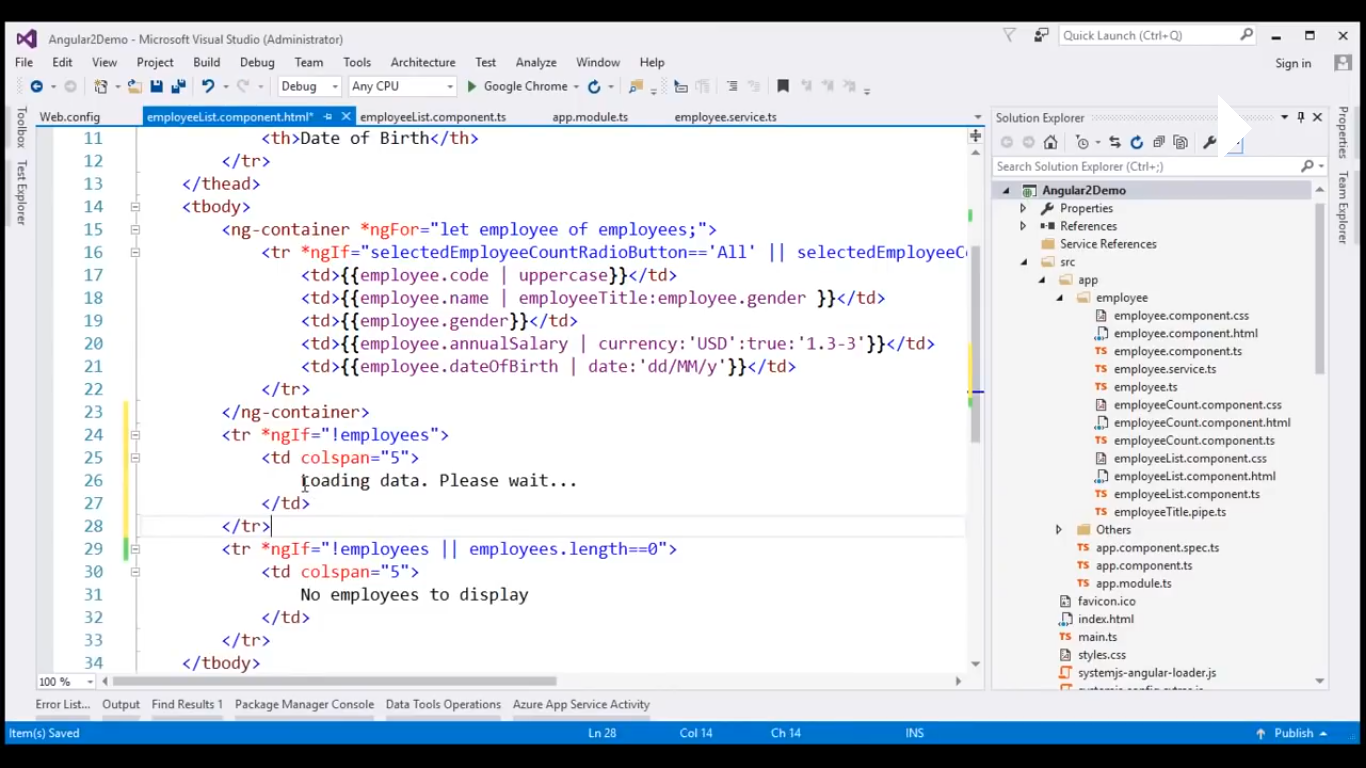 Angular2Demo - Microsoft Visual Studio (Administrator)
Quick Launch (Ctrl+Q)
File Edit View Project Build Debug Team Tools Architecture Test Analyze Window Help
Sign in
Debug Any CPU Google Chrome
Web.config employeeList.component.html* employeeList.component.ts app.module.ts employee.service.ts
Toolbox
Test Explorer
11 <th>Date of Birth</th>
12 </tr>
13 </thead>
14 <tbody>
15 <ng-container *ngFor="let employee of employees;">
16 <tr *ngIf="selectedEmployeeCountRadioButton=='All' || selectedEmployeeC
17 <td>{{employee.code | uppercase}}</td>
18 <td>{{employee.name | employeeTitle:employee.gender }}</td>
19 <td>{{employee.gender}}</td>
20 <td>{{employee.annualSalary | currency:'USD':true:'1.3-3'}}</td>
21 <td>{{employee.dateOfBirth | date:'dd/MM/y'}}</td>
22 </tr>
23 </ng-container>
24 <tr *ngIf="!employees">
25 <td colspan="5">
26 Loading data. Please wait...
27 </td>
28 </tr>
29 <tr *ngIf="!employees || employees.length==0">
30 <td colspan="5">
31 No employees to display
32 </td>
33 </tr>
34 </tbody>
100 %
Solution Explorer
Search Solution Explorer (Ctrl+;)
Angular2Demo
Properties
References
Service References
src
app
employee
employee.component.css
employee.component.html
employee.component.ts
employee.service.ts
employee.ts
employeeCount.component.css
employeeCount.component.html
employeeCount.component.ts
employeeList.component.css
employeeList.component.html
employeeList.component.ts
employeeTitle.pipe.ts
Others
app.component.spec.ts
app.component.ts
app.module.ts
favicon.ico
index.html
main.ts
styles.css
systemjs-angular-loader.js
Properties
Team Explorer
Error List... Output Find Results 1 Package Manager Console Data Tools Operations Azure App Service Activity
Item(s) Saved Ln 28 Col 14 Ch 14 INS Publish